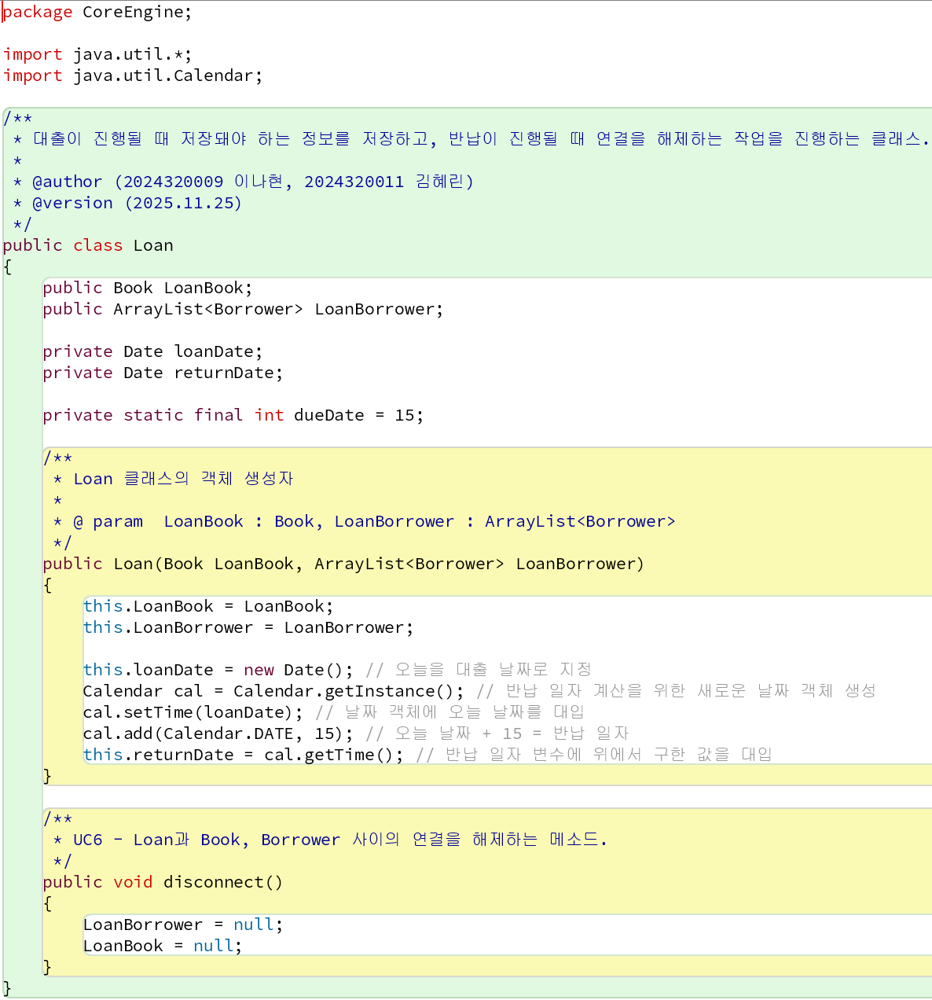 package CoreEngine;
import java.util.*;
import java.util.Calendar;
/**
 * 대출이 진행될 때 저장돼야 하는 정보를 저장하고, 반납이 진행될 때 연결을 해제하는 작업을 진행하는 클래스.
 *
 * @author (2024320009 이나현, 2024320011 김혜린)
 * @version (2025.11.25)
 */
public class Loan
{
    public Book LoanBook;
    public ArrayList<Borrower> LoanBorrower;
    private Date loanDate;
    private Date returnDate;
    private static final int dueDate = 15;
    /**
     * Loan 클래스의 객체 생성자
     *
     * @ param  LoanBook : Book, LoanBorrower : ArrayList<Borrower>
     */
    public Loan(Book LoanBook, ArrayList<Borrower> LoanBorrower)
    {
        this.LoanBook = LoanBook;
        this.LoanBorrower = LoanBorrower;
        this.loanDate = new Date(); // 오늘을 대출 날짜로 지정
        Calendar cal = Calendar.getInstance(); // 반납 일자 계산을 위한 새로운 날짜 객체 생성
        cal.setTime(loanDate); // 날짜 객체에 오늘 날짜를 대입
        cal.add(Calendar.DATE, 15); // 오늘 날짜 + 15 = 반납 일자
        this.returnDate = cal.getTime(); // 반납 일자 변수에 위에서 구한 값을 대입
    }
    /**
     * UC6 - Loan과 Book, Borrower 사이의 연결을 해제하는 메소드.
     */
    public void disconnect()
    {
        LoanBorrower = null;
        LoanBook = null;
    }
}